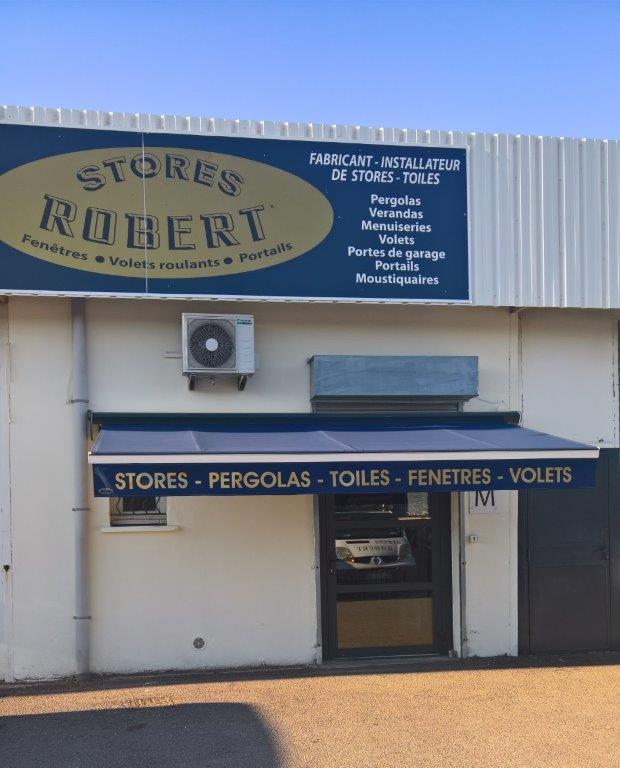 STORES
ROBERT
Fenêtres • Volets roulants • Portails
FABRICANT - INSTALLATEUR
DE STORES - TOILES
Pergolas
Verandas
Menuiseries
Volets
Portes de garage
Portails
Moustiquaires
STORES - PERGOLAS - TOILES - FENETRES - VOLETS
M